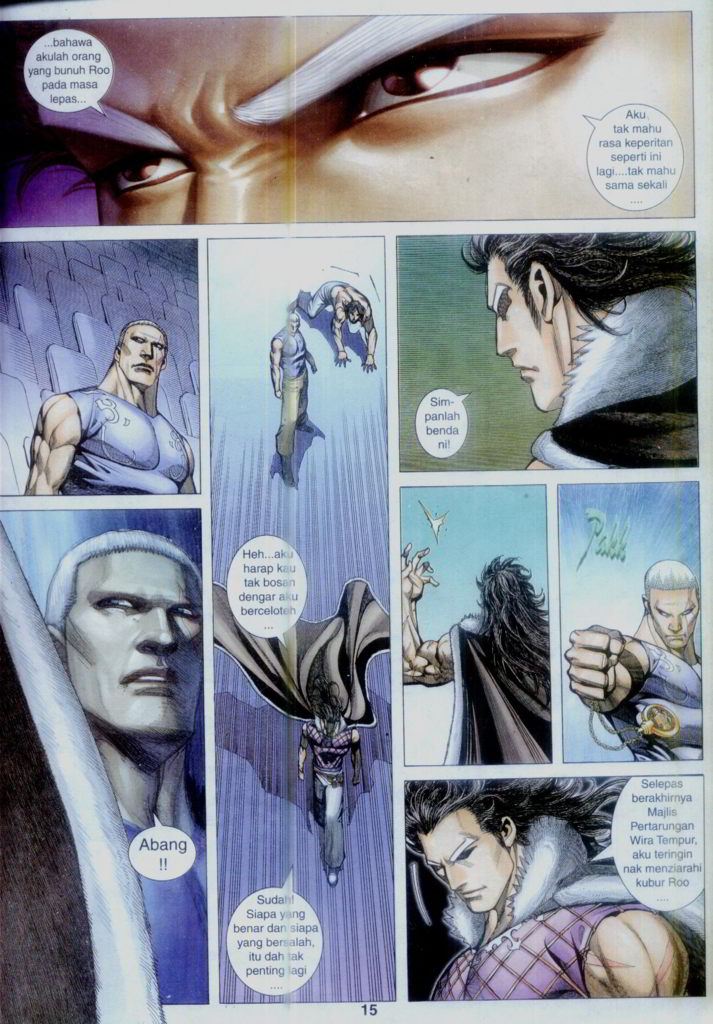 ...bahawa
akulah orang
yang bunuh Roo
pada masa
lepas...
Aku
tak mahu
rasa keperitan
seperti ini
lagi....tak mahu
sama sekali
....
Heh...aku
harap kau
tak bosan
dengar aku
berceloteh
...
Sudah!
Siapa yang
benar dan siapa
yang bersalah,
itu dah tak
penting lagi
....
Abang
!!
Sim-
panlah
benda
ni!
Pakk
Selepas
berakhirnya
Majlis
Pertarungan
Wira Tempur,
aku teringin
nak menziarahi
kubur Roo
....
15